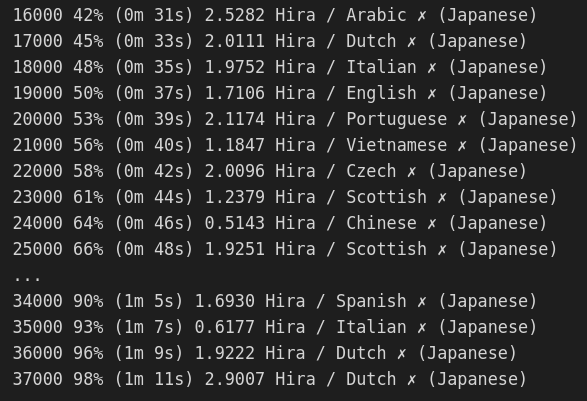 16000 42% (0m 31s) 2.5282 Hira / Arabic ✗ (Japanese)
17000 45% (0m 33s) 2.0111 Hira / Dutch ✗ (Japanese)
18000 48% (0m 35s) 1.9752 Hira / Italian ✗ (Japanese)
19000 50% (0m 37s) 1.7106 Hira / English ✗ (Japanese)
20000 53% (0m 39s) 2.1174 Hira / Portuguese ✗ (Japanese)
21000 56% (0m 40s) 1.1847 Hira / Vietnamese ✗ (Japanese)
22000 58% (0m 42s) 2.0096 Hira / Czech ✗ (Japanese)
23000 61% (0m 44s) 1.2379 Hira / Scottish ✗ (Japanese)
24000 64% (0m 46s) 0.5143 Hira / Chinese ✗ (Japanese)
25000 66% (0m 48s) 1.9251 Hira / Scottish ✗ (Japanese)
...
34000 90% (1m 5s) 1.6930 Hira / Spanish ✗ (Japanese)
35000 93% (1m 7s) 0.6177 Hira / Italian ✗ (Japanese)
36000 96% (1m 9s) 1.9222 Hira / Dutch ✗ (Japanese)
37000 98% (1m 11s) 2.9007 Hira / Dutch ✗ (Japanese)